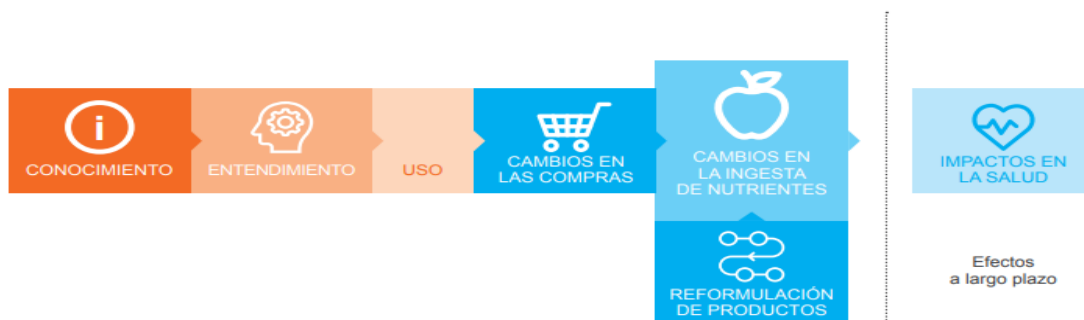 CONOCIMIENTO
ENTENDIMIENTO
USO
CAMBIOS EN
LAS COMPRAS
CAMBIOS EN
LA INGESTA
DE NUTRIENTES
REFORMULACIÓN
DE PRODUCTOS
IMPACTOS EN
LA SALUD
Efectos
a largo plazo